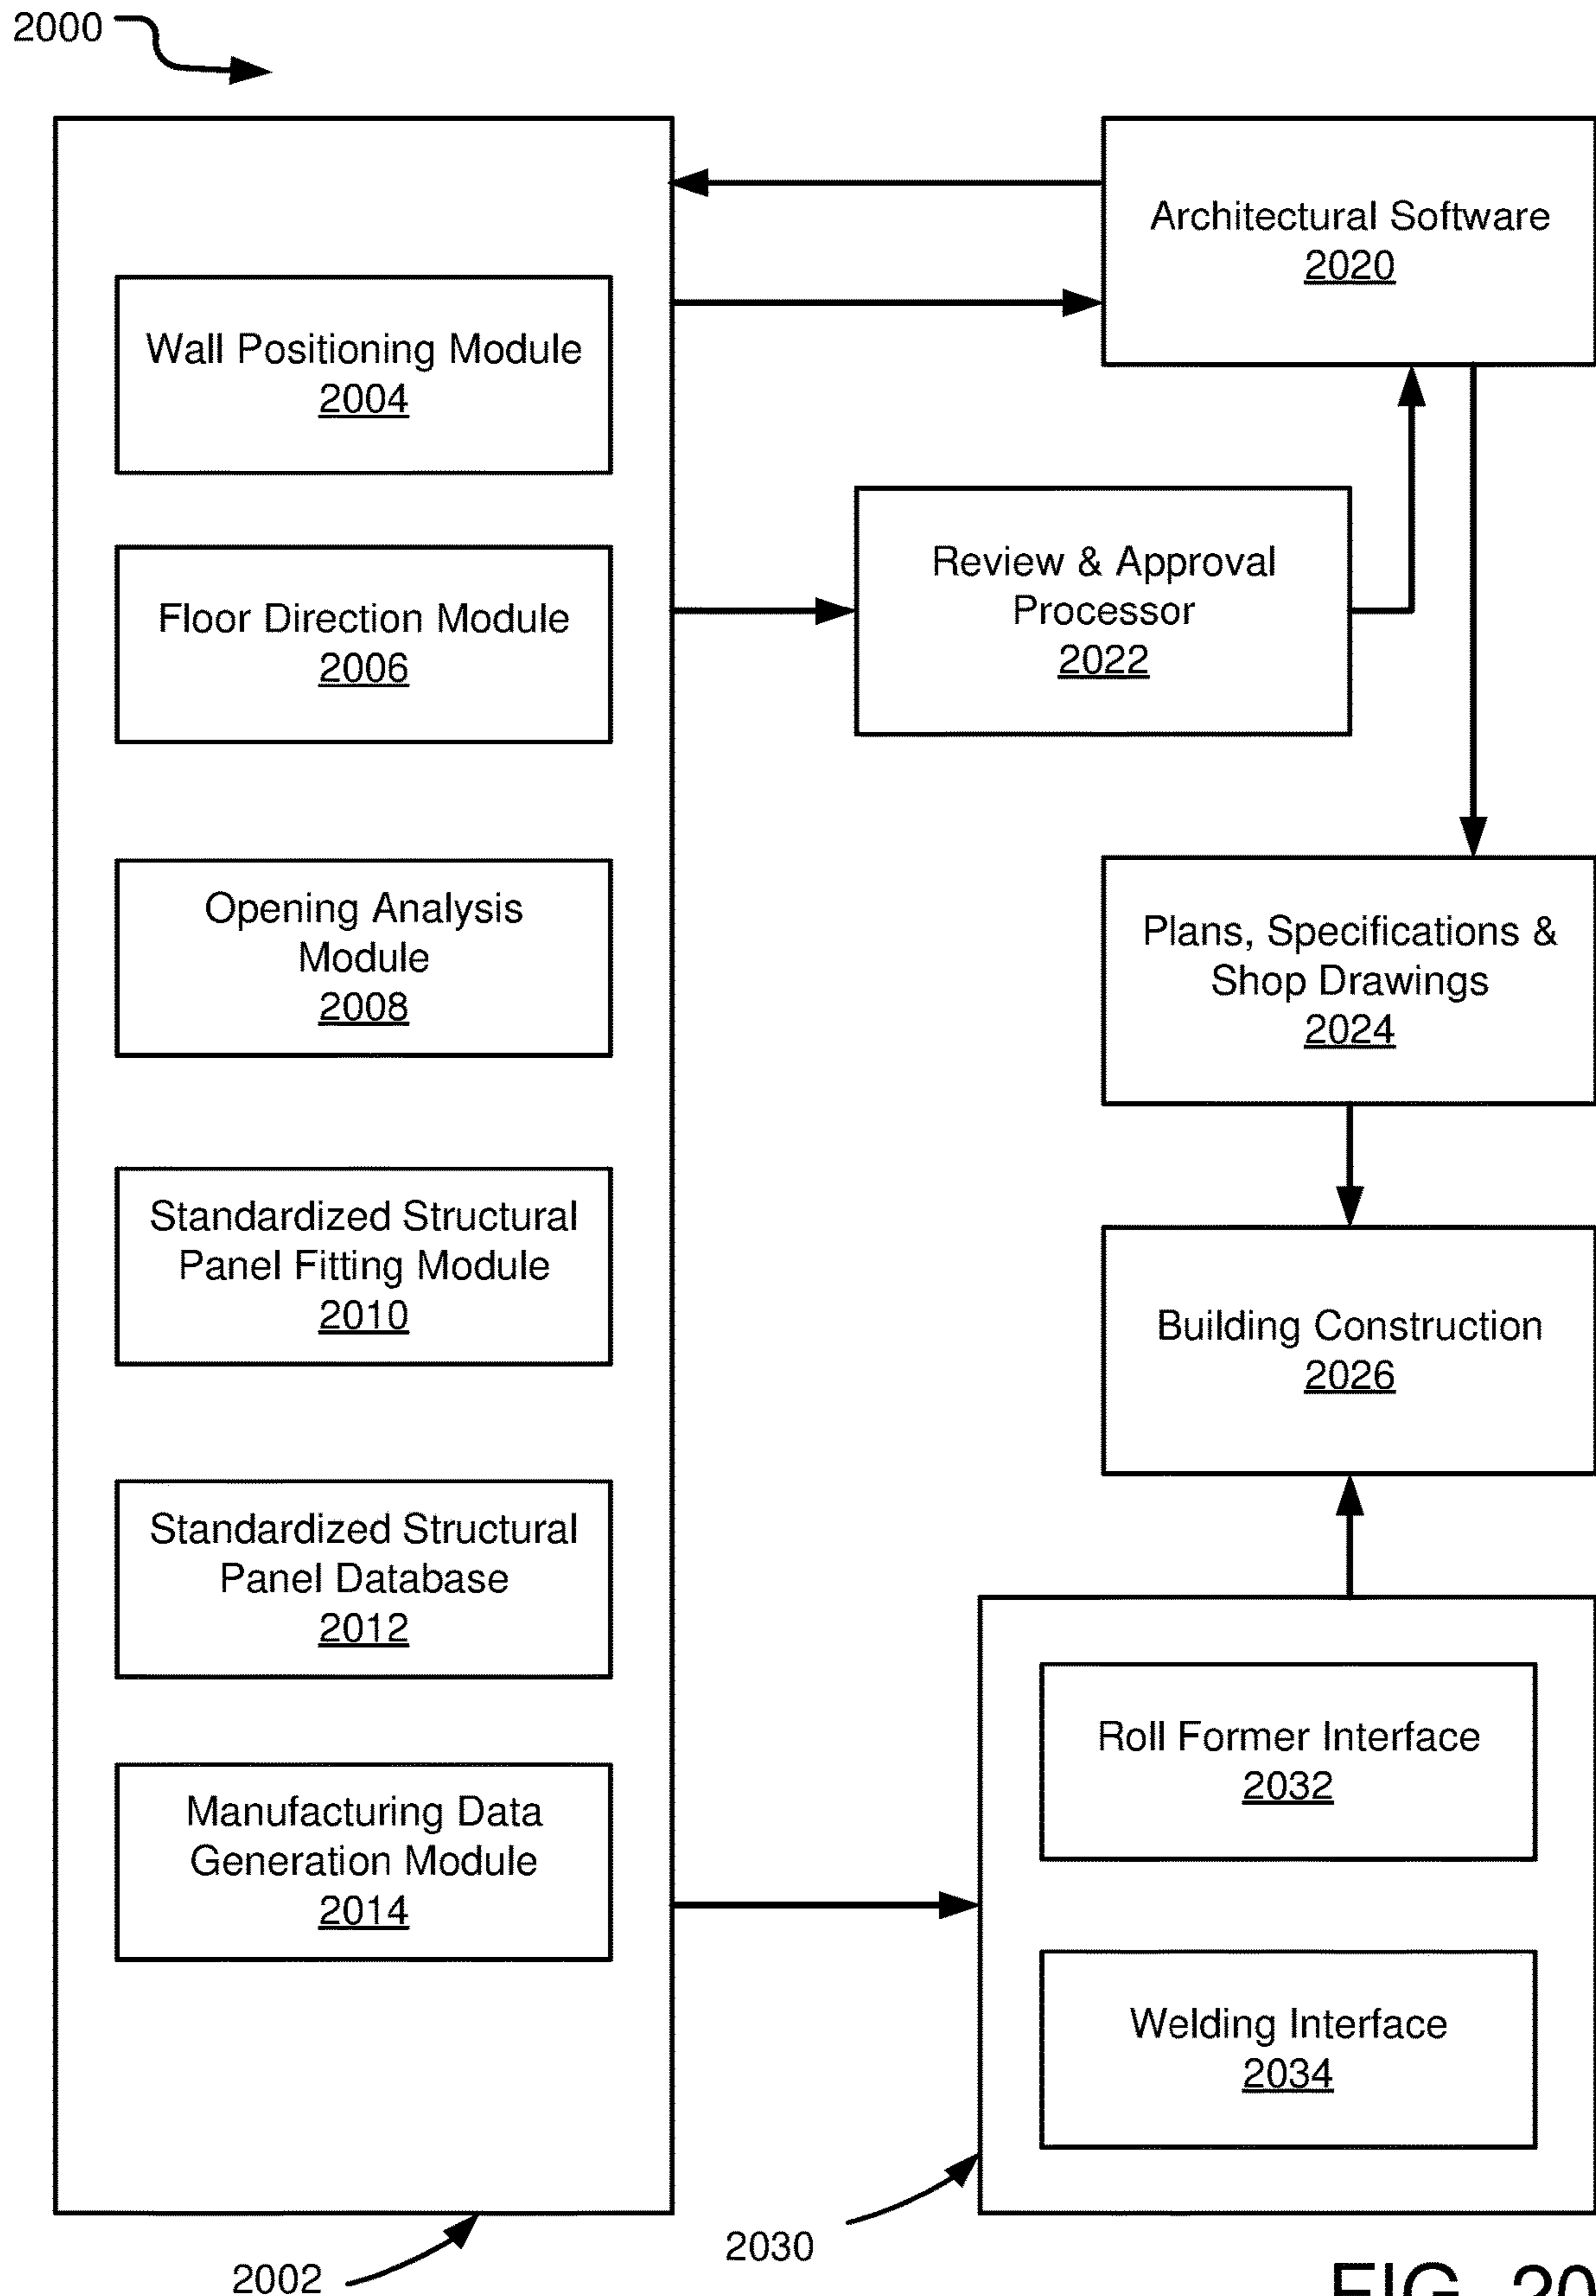 2000
Wall Positioning Module
2004
Floor Direction Module
2006
Opening Analysis
Module
2008
Standardized Structural
Panel Fitting Module
2010
Standardized Structural
Panel Database
2012
Manufacturing Data
Generation Module
2014
2002
Architectural Software
2020
Review & Approval
Processor
2022
Plans, Specifications &
Shop Drawings
2024
Building Construction
2026
Roll Former Interface
2032
Welding Interface
2034
2030
FIG. 20